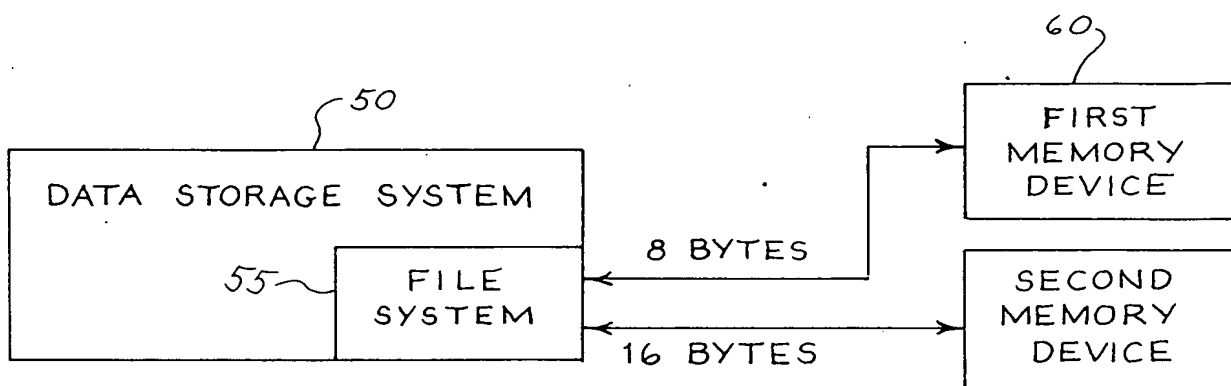 50
60
DATA STORAGE SYSTEM
55
FILE
SYSTEM
8 BYTES
16 BYTES
FIRST
MEMORY
DEVICE
SECOND
MEMORY
DEVICE